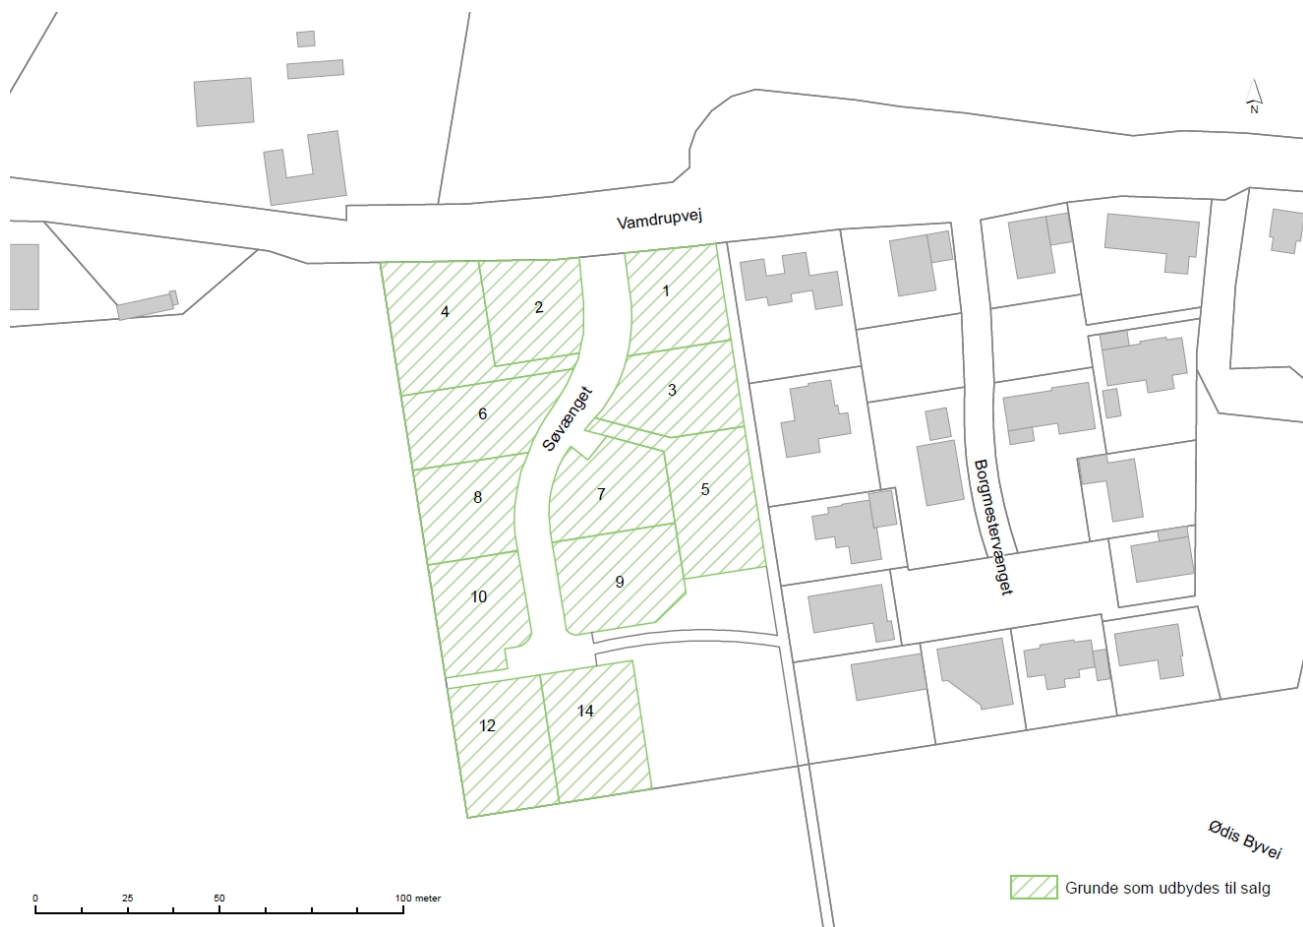 N
Vamdrupvej
1
2
4
3
6
Søvænget
5
7
8
Borgmestervænget
9
10
14
12
Ødis Byvej
Grunde som udbydes til salg
0 25 50 100 meter